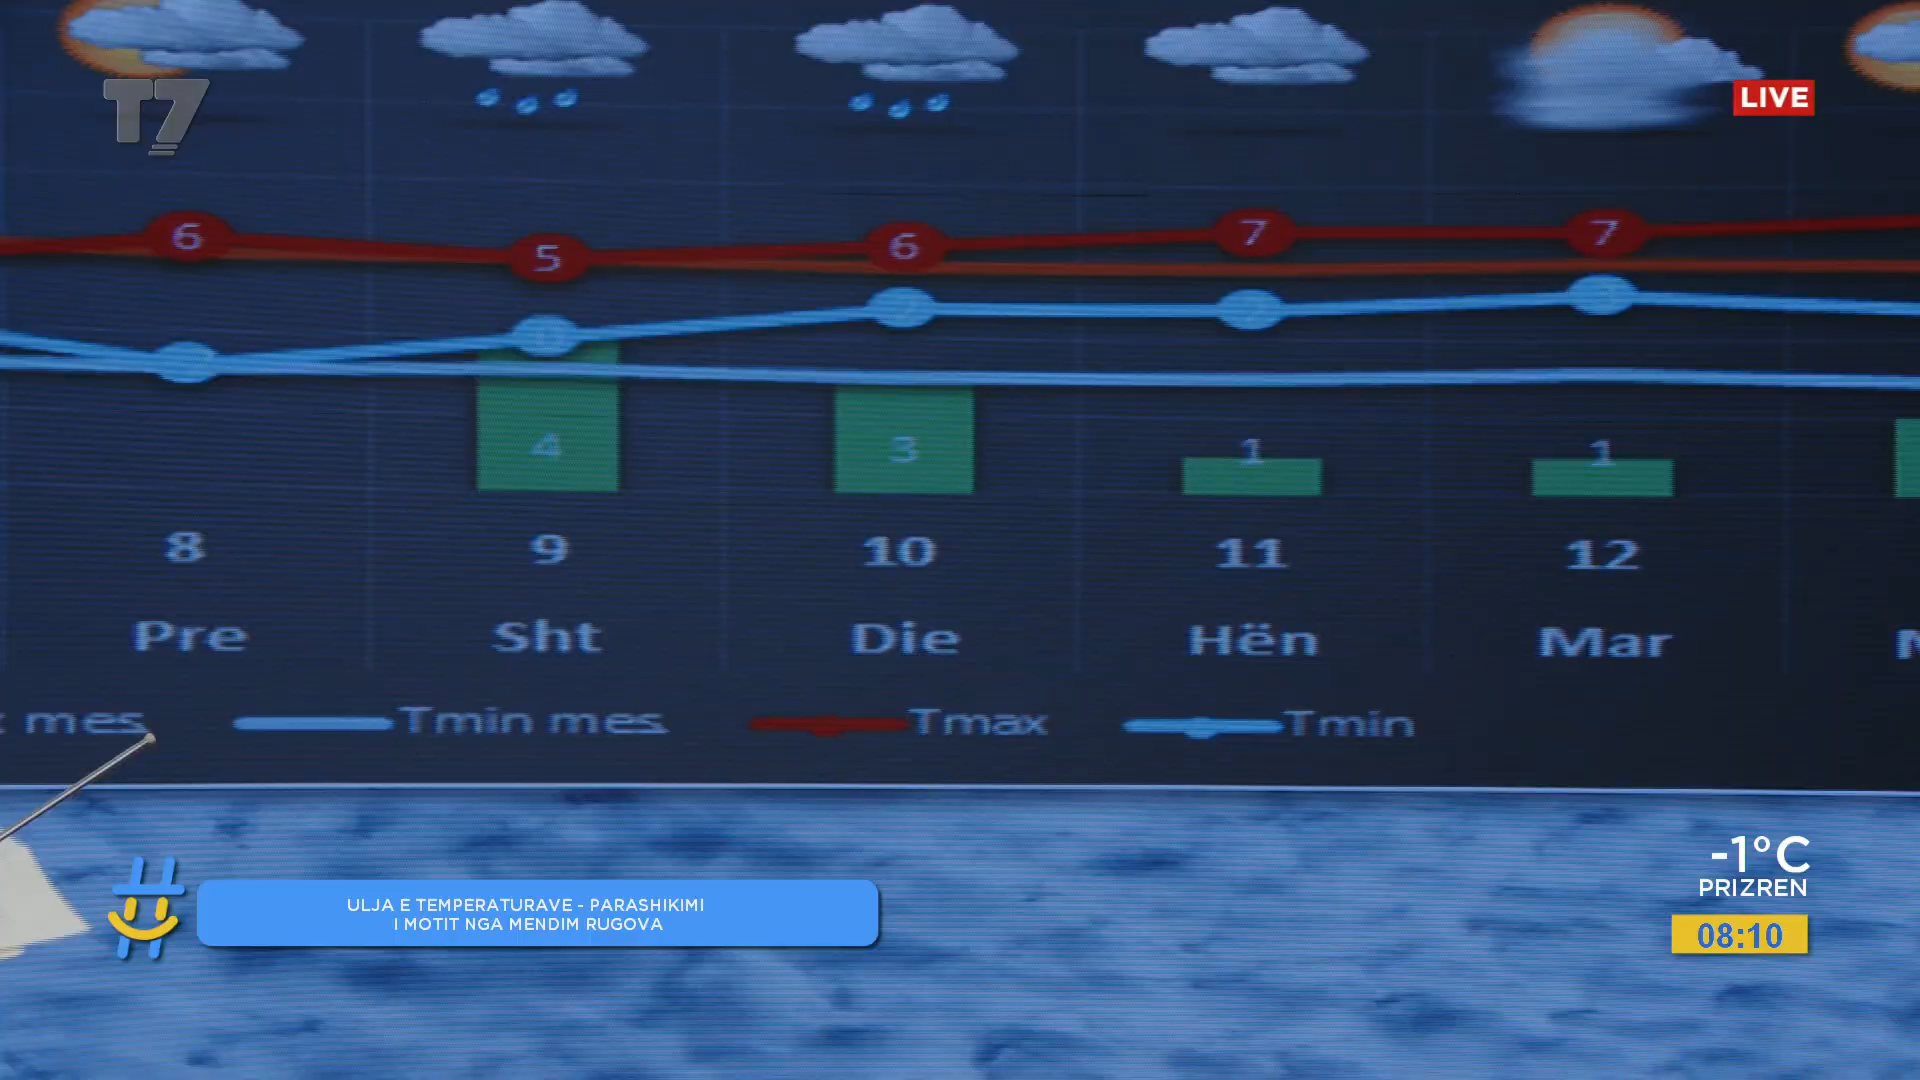 T7
LIVE
6
5
6
7
7
4
3
1
1
8
9
10
11
12
Pre
Sht
Die
Hën
Mar
mes
Tmin mes
Tmax
Tmin
-1°C
PRIZREN
ULJA E TEMPERATURAVE - PARASHIKIMI
I MOTIT NGA MENDIM RUGOVA
08:10